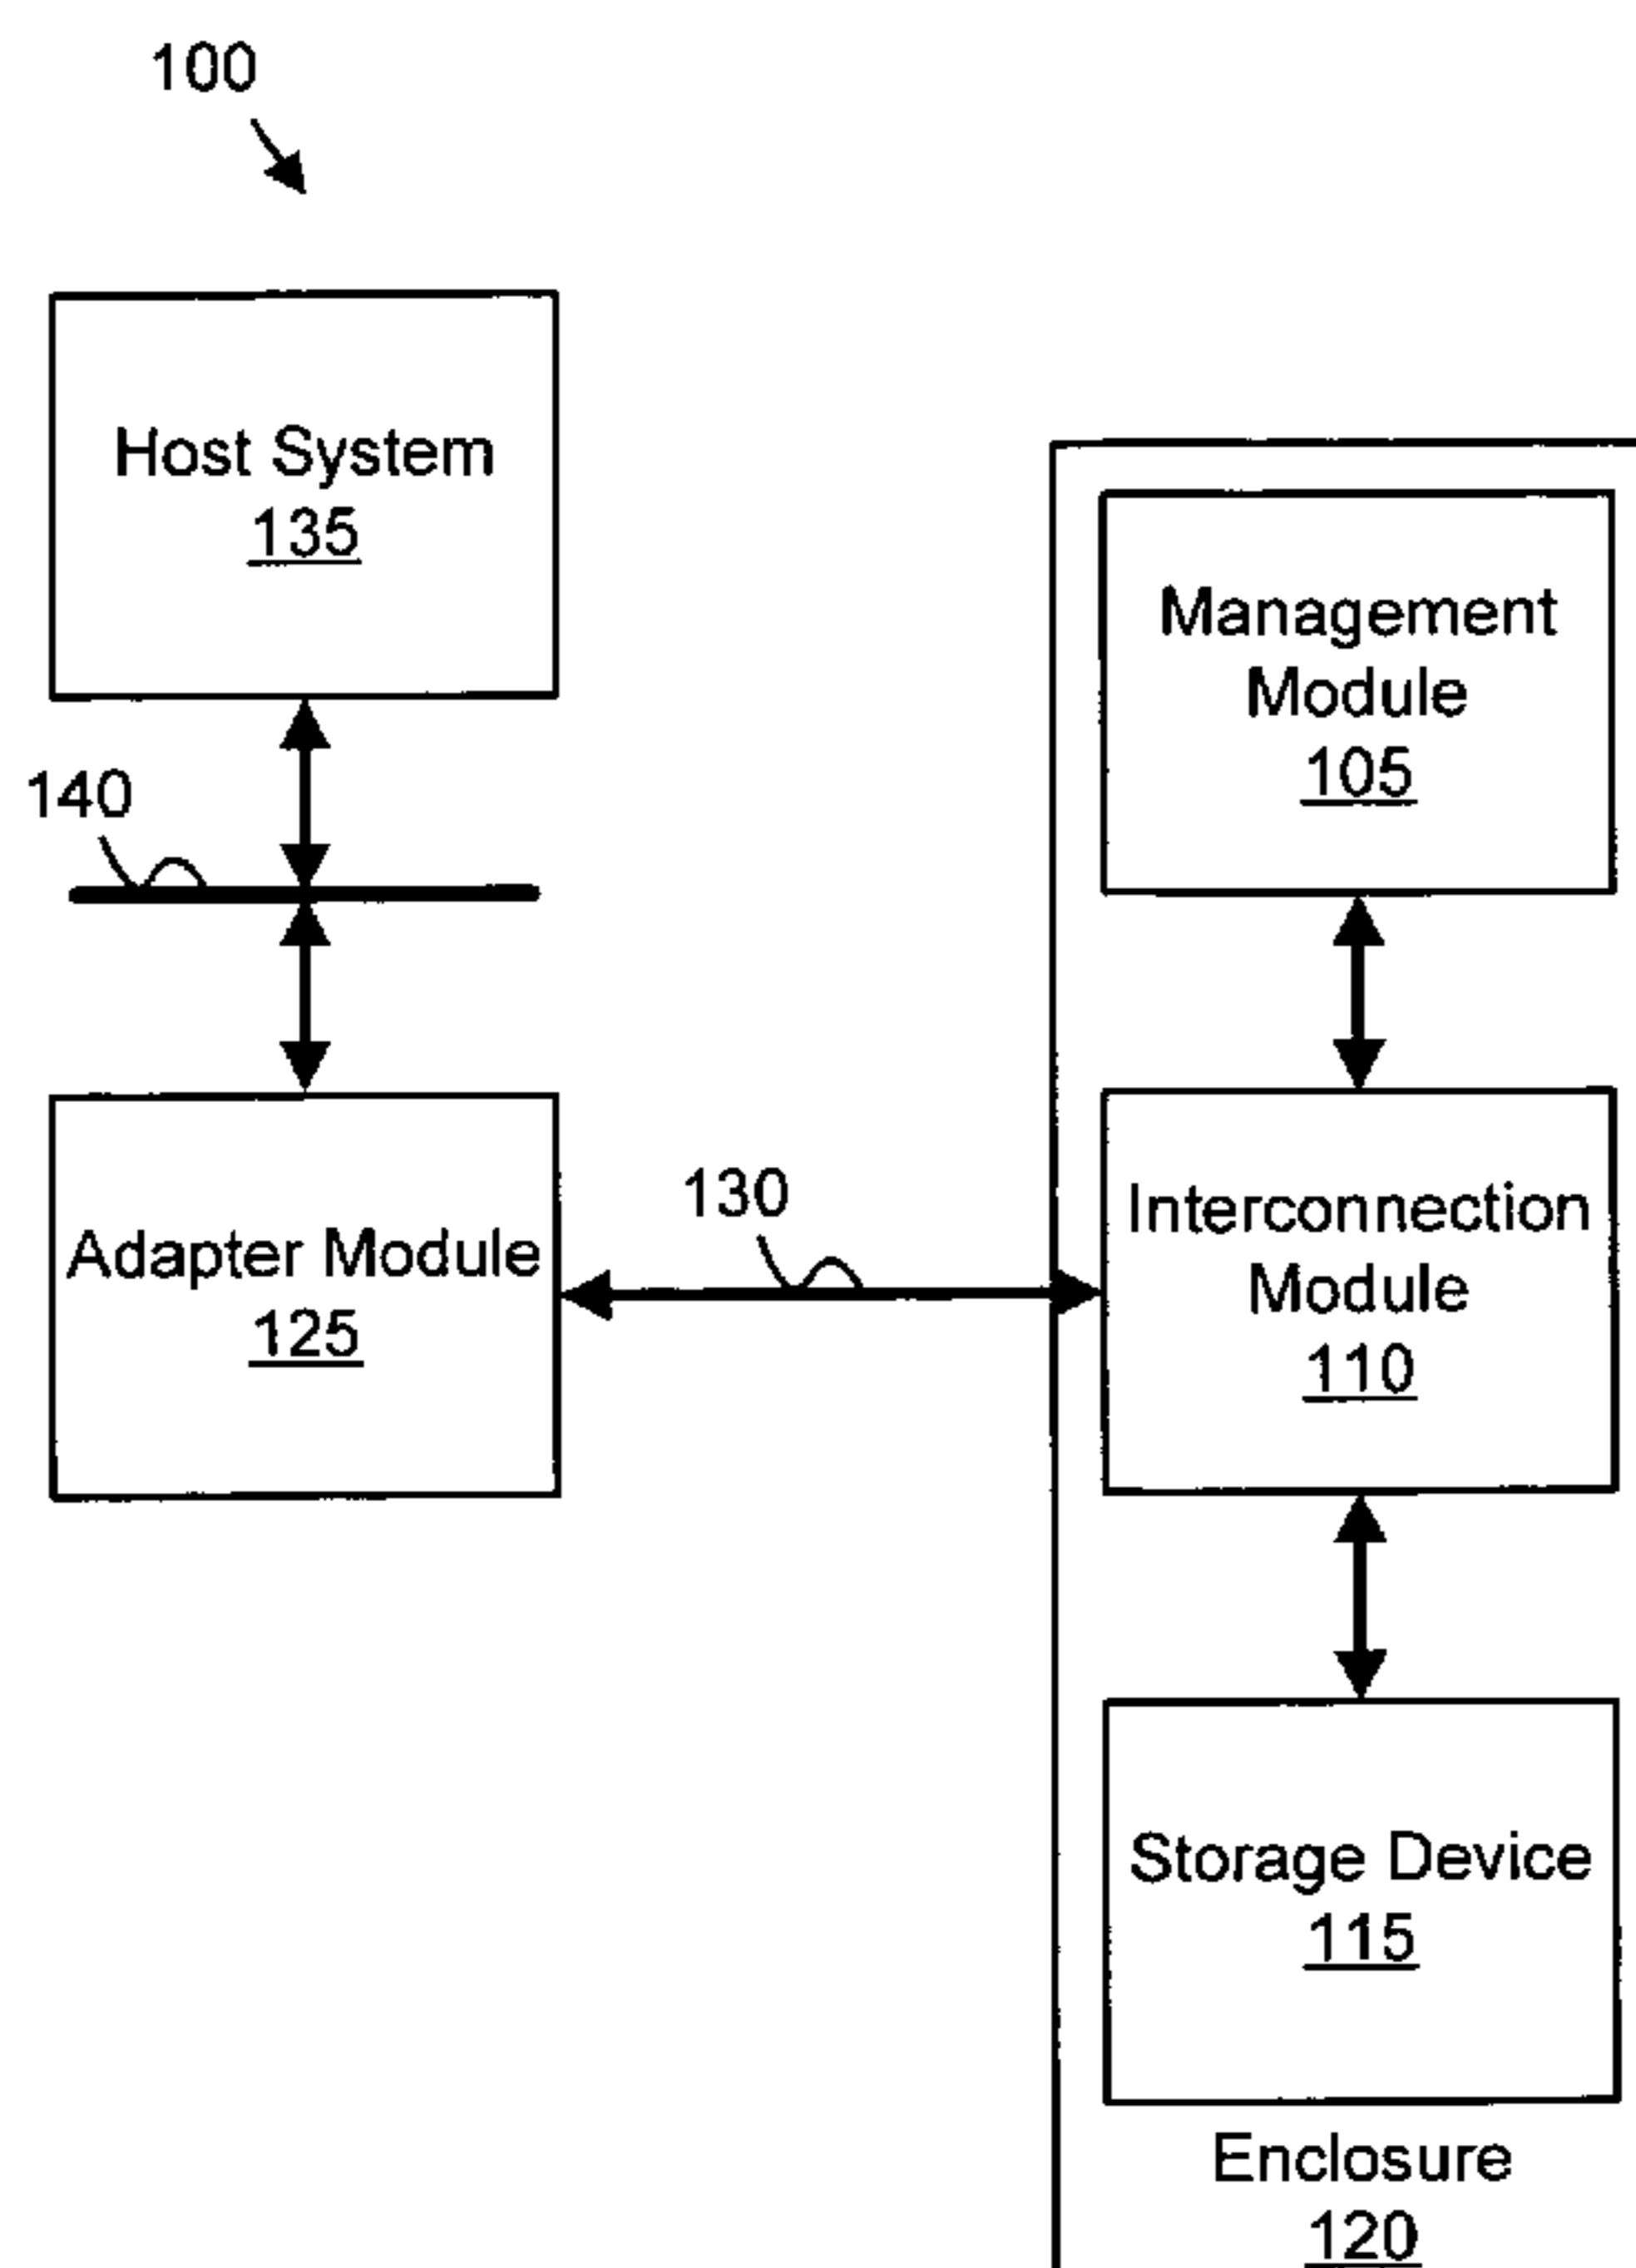 100
Host System
135
140
Adapter Module
125
130
Management
Module
105
Interconnection
Module
110
Storage Device
115
Enclosure
120